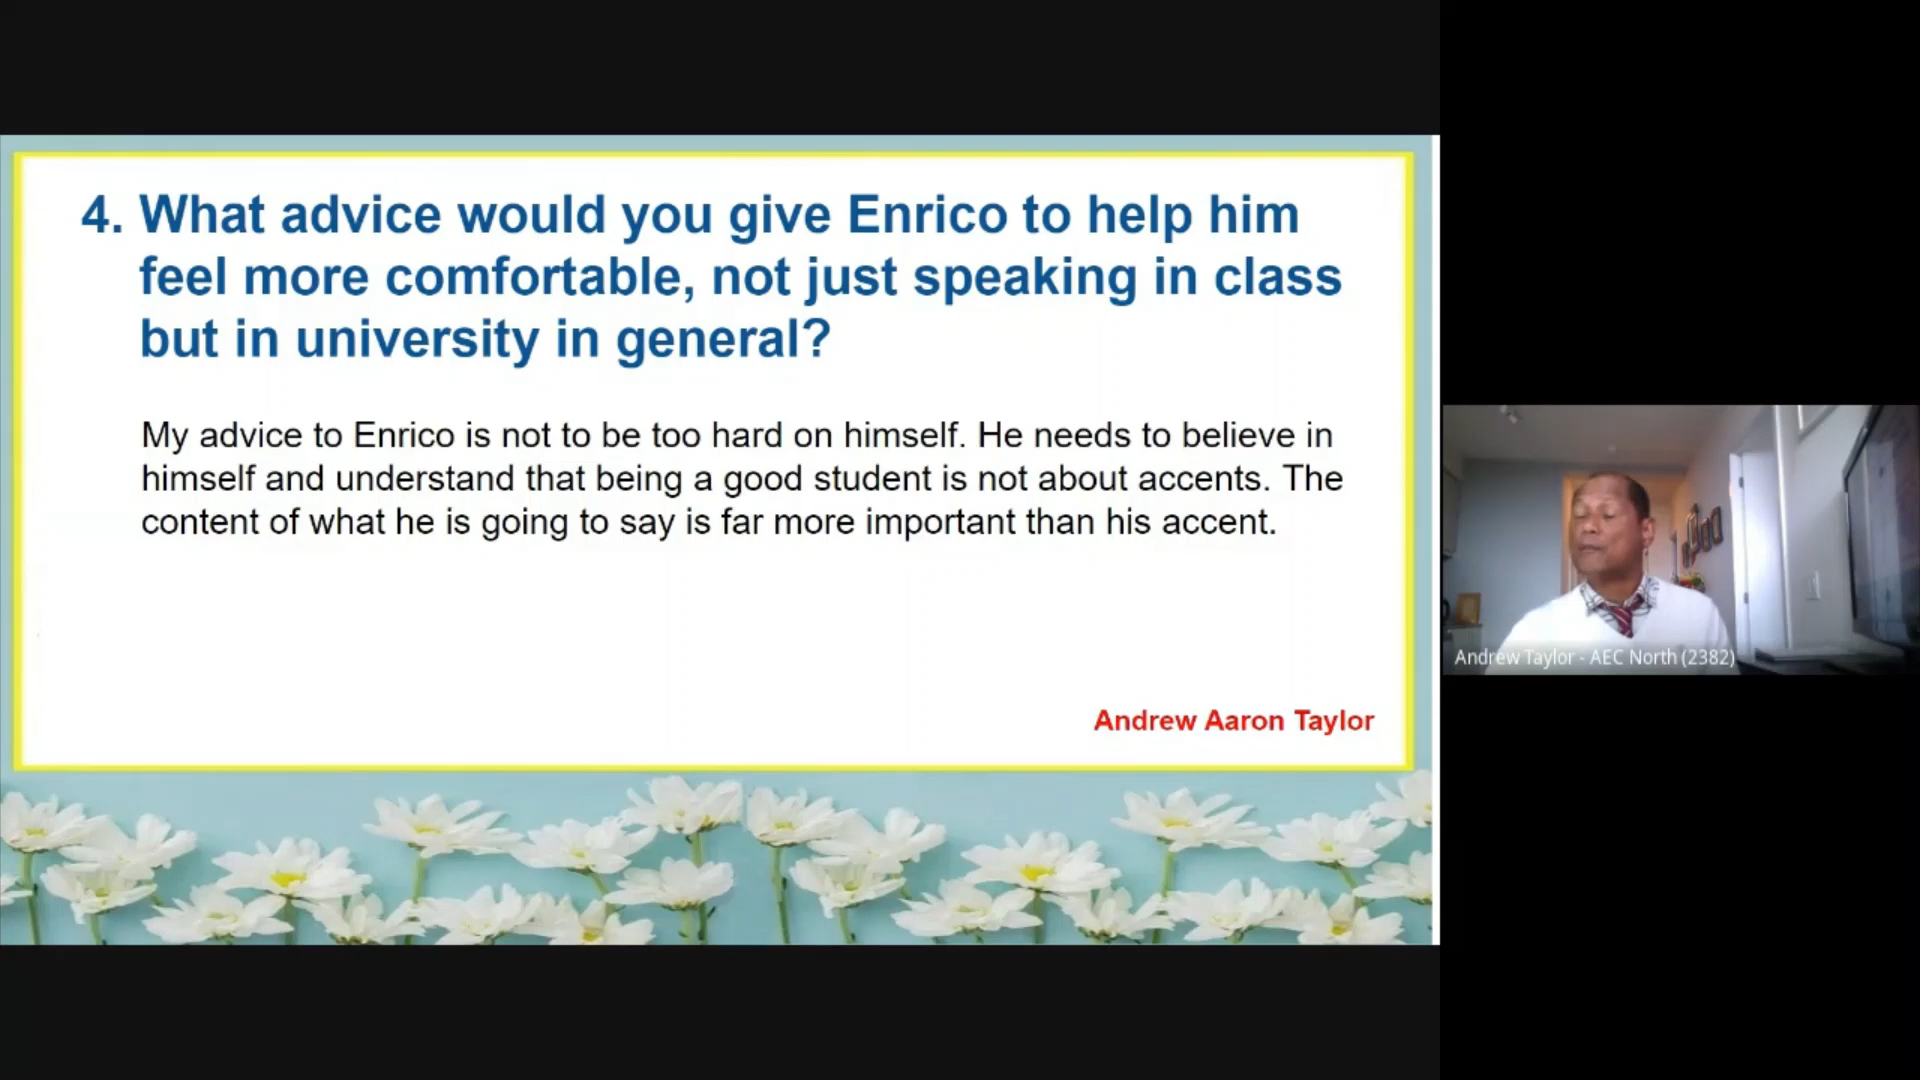 4. What advice would you give Enrico to help him
feel more comfortable, not just speaking in class
but in university in general?
My advice to Enrico is not to be too hard on himself. He needs to believe in
himself and understand that being a good student is not about accents. The
content of what he is going to say is far more important than his accent.
Andrew Aaron Taylor
Andrew Taylor - AEC North (2382)